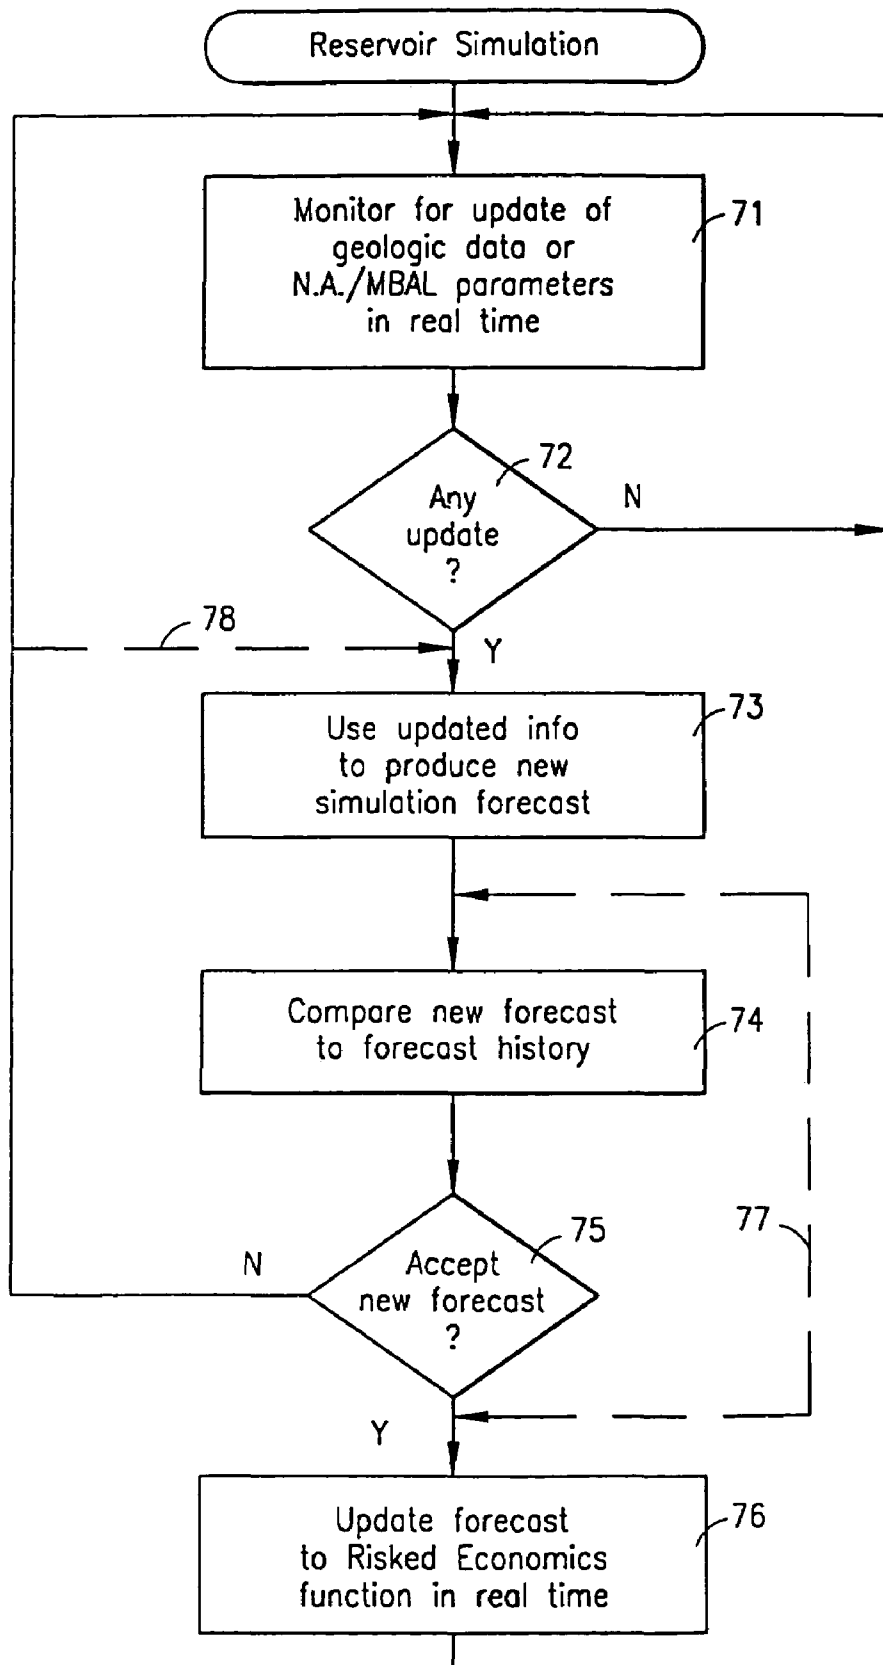 Reservoir Simulation
Monitor for update of
geologic data or
N.A./MBAL parameters
in real time
71
72
Any
update
?
N
78
Y
Use updated info
to produce new
simulation forecast
73
Compare new forecast
to forecast history
74
75
Accept
new forecast
?
N
77
Y
Update forecast
to Risked Economics
function in real time
76